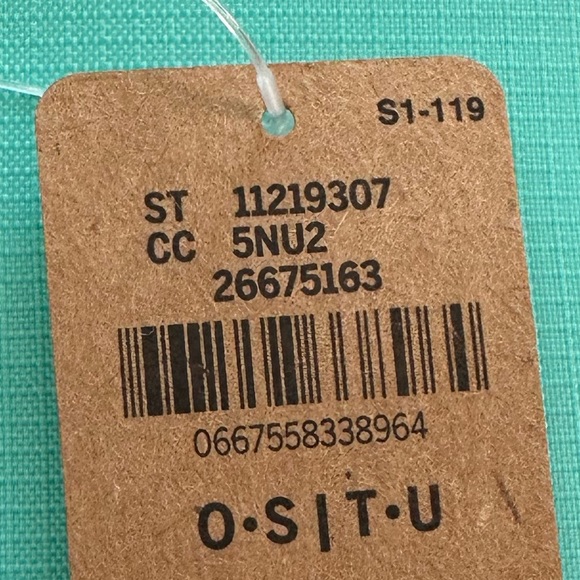 S1-119
ST 11219307
CC 5NU2
26675163
0667558338964
O·S|T·U